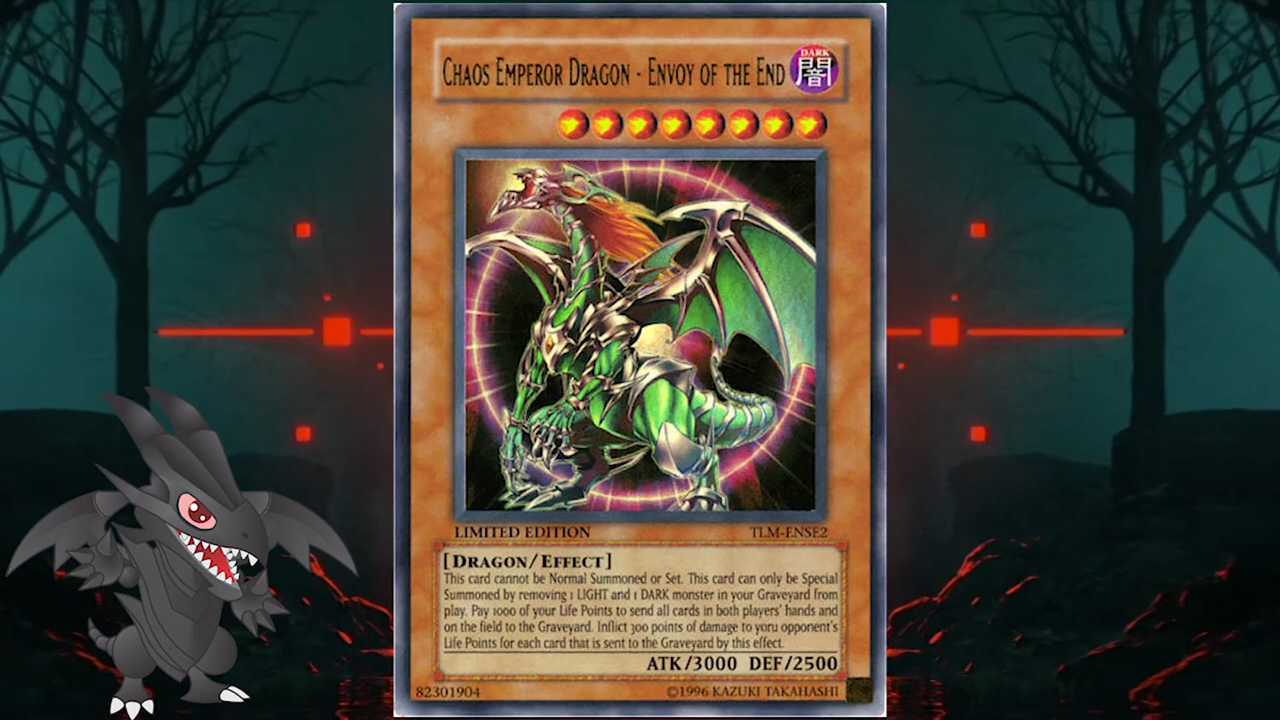 CHAOS EMPEROR DRAGON - ENVOY OF THE END
DARK
闇
LIMITED EDITION TLM-ENSE2
[DRAGON/EFFECT]
This card cannot be Normal Summoned or Set. This card can only be Special
Summoned by removing 1 LIGHT and 1 DARK monster in your Graveyard from
play. Pay 1000 of your Life Points to send all cards in both players' hands and
on the field to the Graveyard. Inflict 300 points of damage to yoru opponent's
Life Points for each card that is sent to the Graveyard by this effect.
ATK/3000 DEF/2500
82301904 ©1996 KAZUKI TAKAHASHI